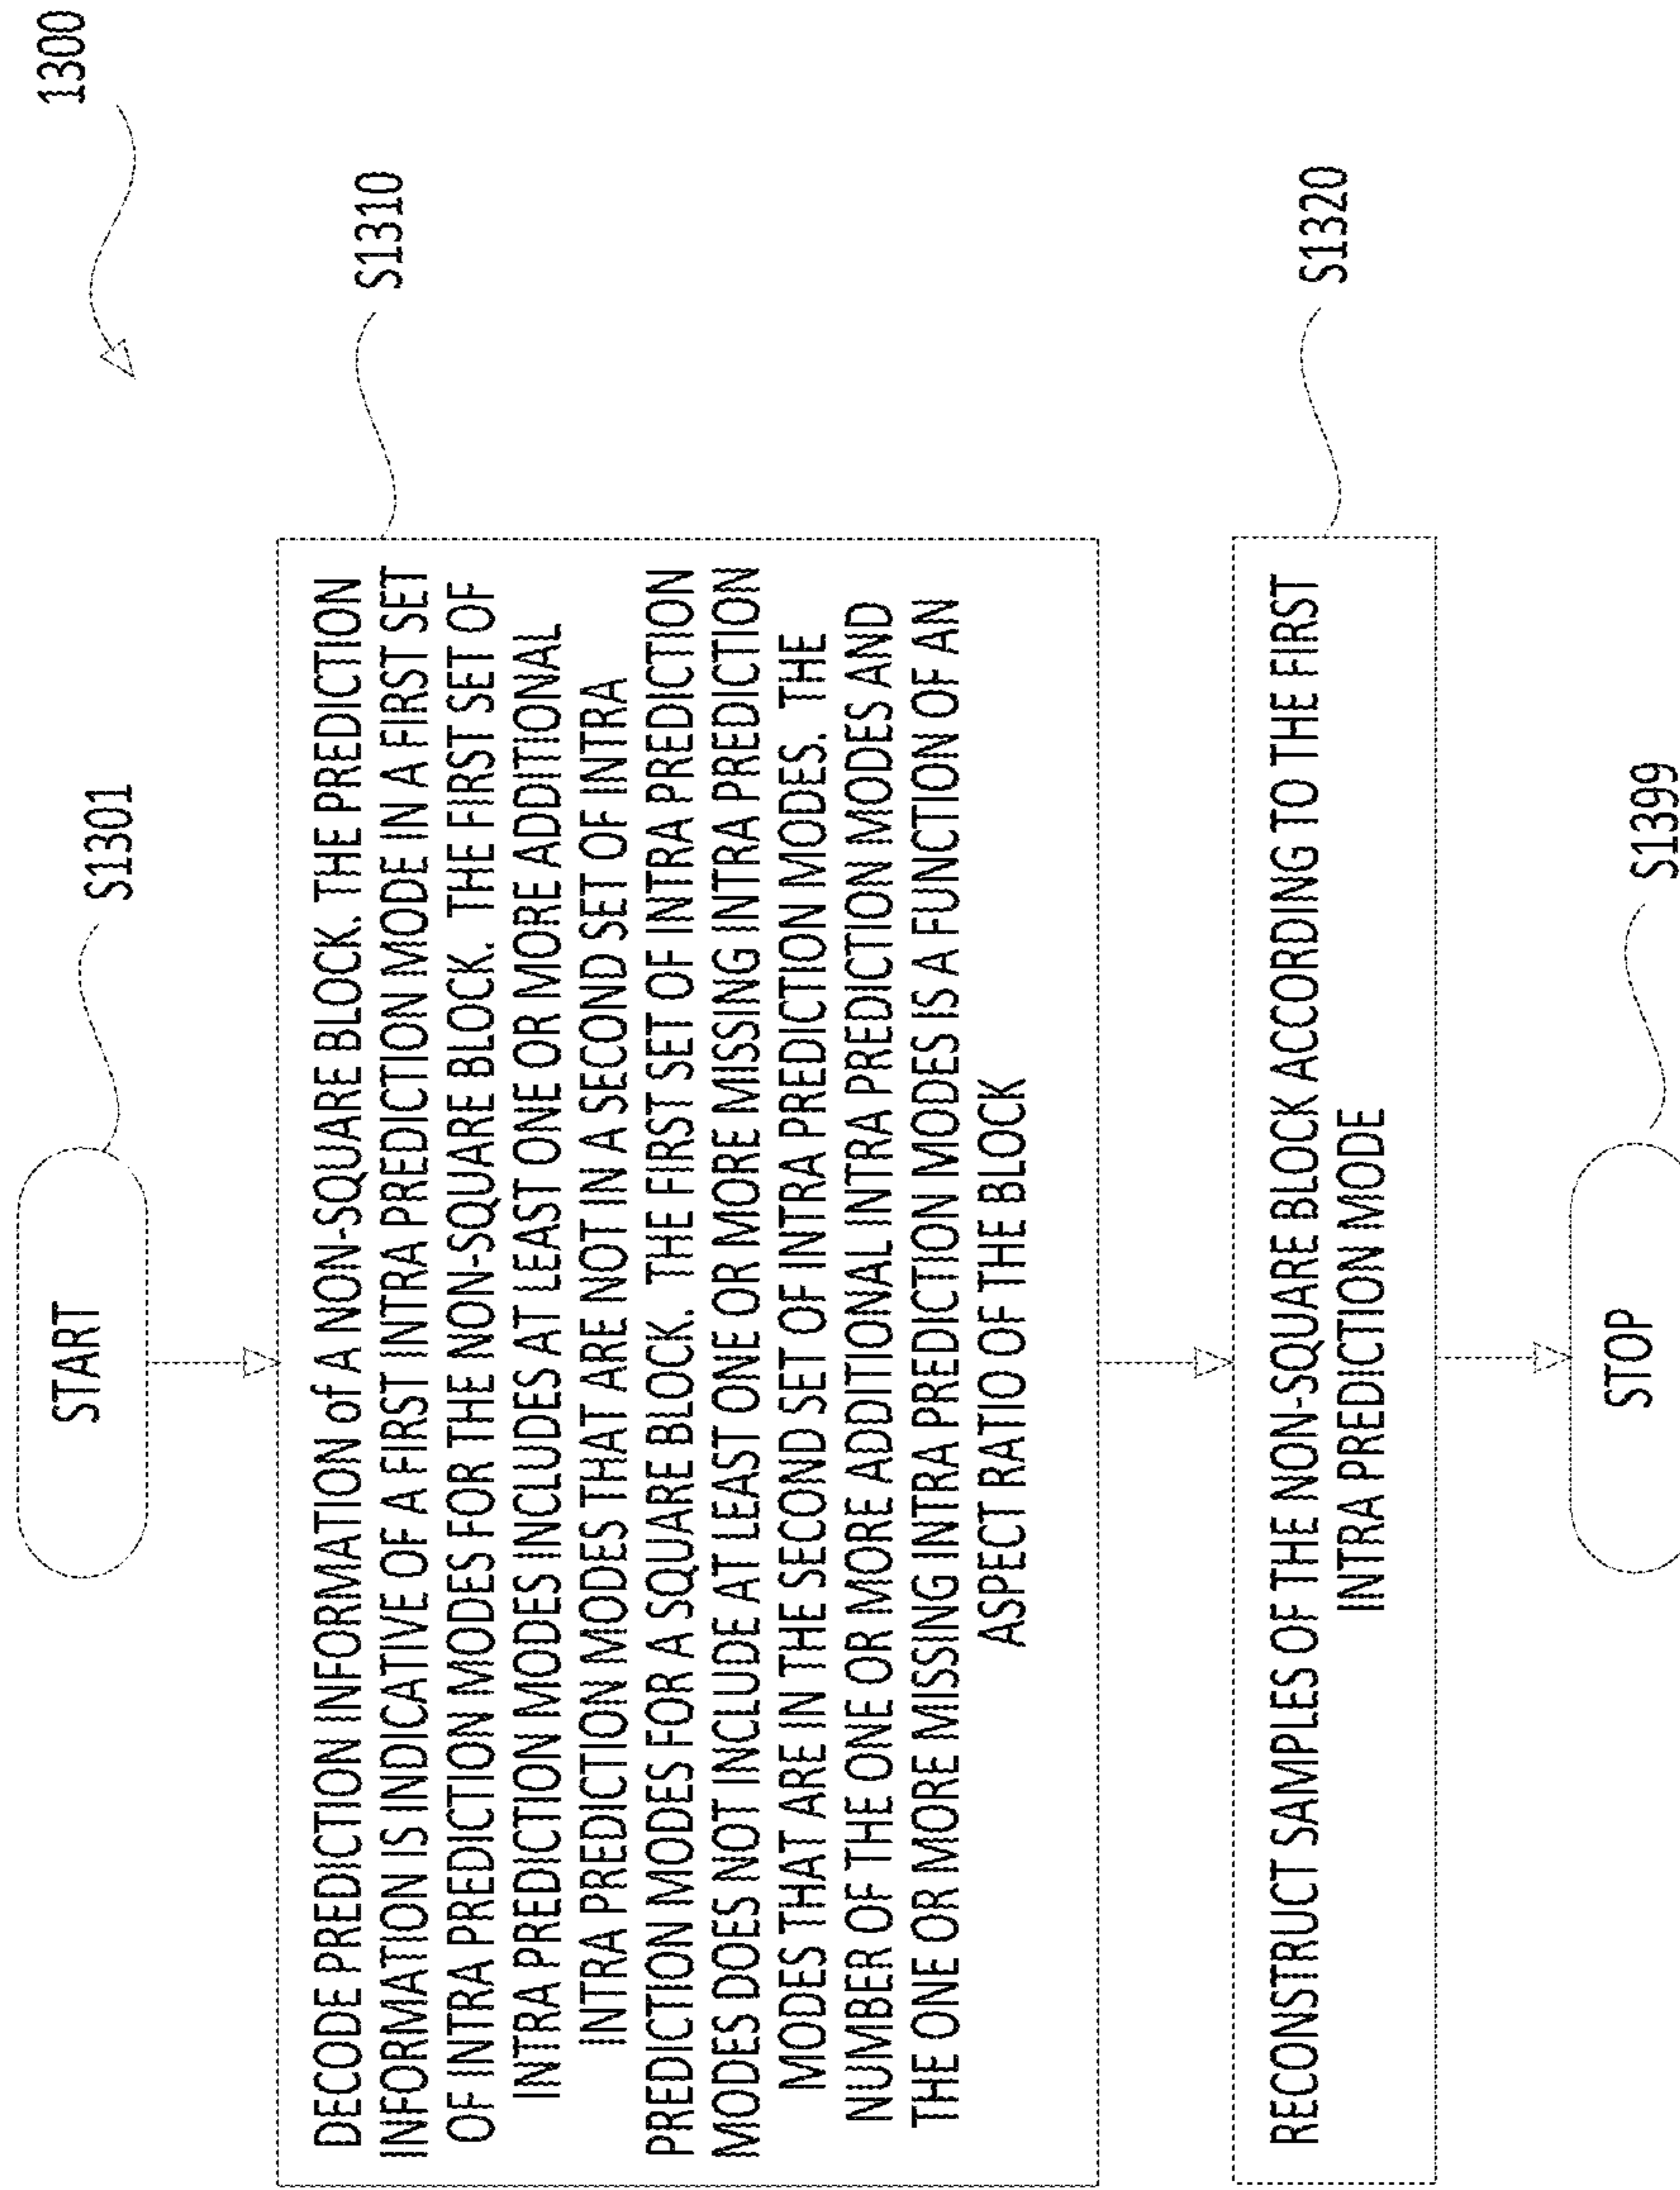 1300
START
S1301
DECODE PREDICTION INFORMATION of A NON-SQUARE BLOCK. THE PREDICTION
INFORMATION IS INDICATIVE OF A FIRST INTRA PREDICTION MODE IN A FIRST SET
OF INTRA PREDICTION MODES FOR THE NON-SQUARE BLOCK. THE FIRST SET OF
INTRA PREDICTION MODES INCLUDES AT LEAST ONE OR MORE ADDITIONAL
INTRA PREDICTION MODES THAT ARE NOT IN A SECOND SET OF INTRA
PREDICTION MODES FOR A SQUARE BLOCK. THE FIRST SET OF INTRA PREDICTION
MODES DOES NOT INCLUDE AT LEAST ONE OR MORE MISSING INTRA PREDICTION
MODES THAT ARE IN THE SECOND SET OF INTRA PREDICTION MODES. THE
NUMBER OF THE ONE OR MORE ADDITIONAL INTRA PREDICTION MODES AND
THE ONE OR MORE MISSING INTRA PREDICTION MODES IS A FUNCTION OF AN
ASPECT RATIO OF THE BLOCK
S1310
RECONSTRUCT SAMPLES OF THE NON-SQUARE BLOCK ACCORDING TO THE FIRST
INTRA PREDICTION MODE
S1320
STOP
S1399